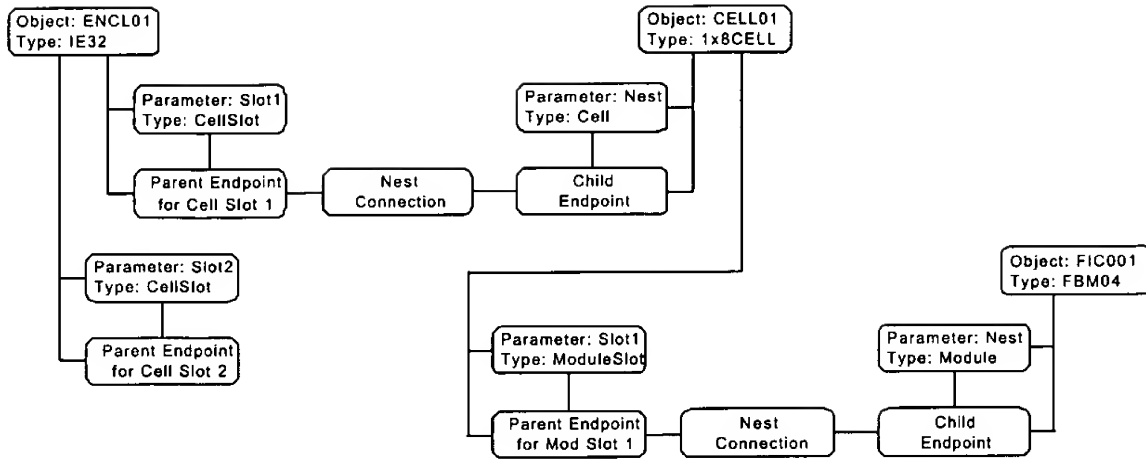 Object: ENCL01
Type: IE32
Object: CELL01
Type: 1x8CELL
Parameter: Slot1
Type: CellSlot
Parameter: Nest
Type: Cell
Parent Endpoint
for Cell Slot 1
Nest
Connection
Child
Endpoint
Parameter: Slot2
Type: CellSlot
Object: FIC001
Type: FBM04
Parent Endpoint
for Cell Slot 2
Parameter: Slot1
Type: ModuleSlot
Parameter: Nest
Type: Module
Parent Endpoint
for Mod Slot 1
Nest
Connection
Child
Endpoint